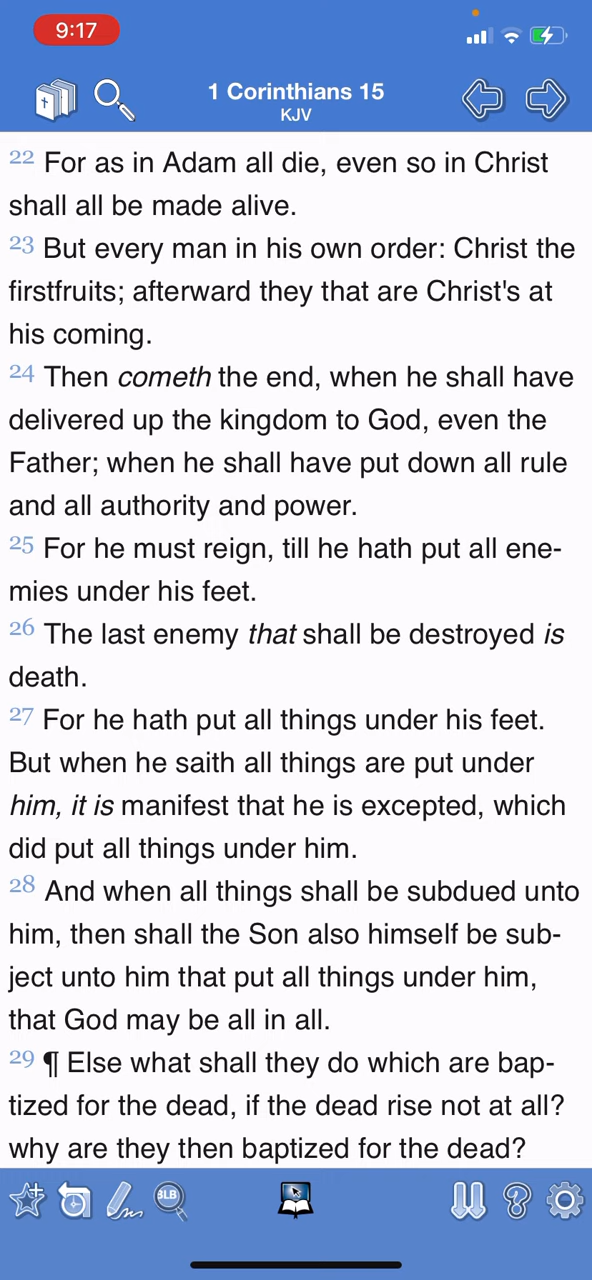 9:17
1 Corinthians 15
KJV
22 For as in Adam all die, even so in Christ
shall all be made alive.
23 But every man in his own order: Christ the
firstfruits; afterward they that are Christ's at
his coming.
24 Then cometh the end, when he shall have
delivered up the kingdom to God, even the
Father; when he shall have put down all rule
and all authority and power.
25 For he must reign, till he hath put all ene-
mies under his feet.
26 The last enemy that shall be destroyed is
death.
27 For he hath put all things under his feet.
But when he saith all things are put under
him, it is manifest that he is excepted, which
did put all things under him.
28 And when all things shall be subdued unto
him, then shall the Son also himself be sub-
ject unto him that put all things under him,
that God may be all in all.
29 ¶ Else what shall they do which are bap-
tized for the dead, if the dead rise not at all?
why are they then baptized for the dead?
BLB